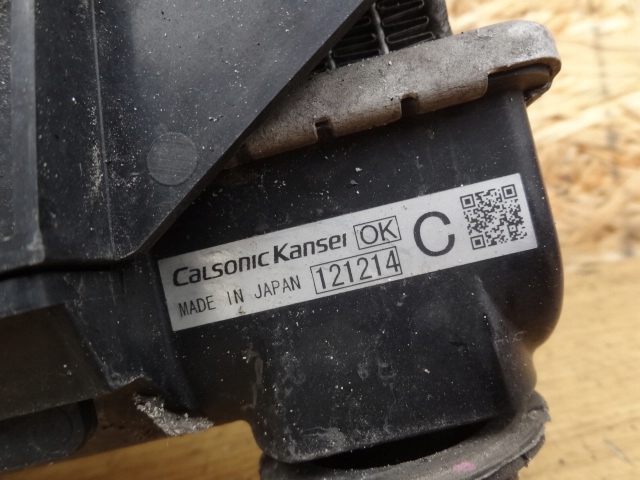 CALSONIC KANSEI OK C
MADE IN JAPAN 121214